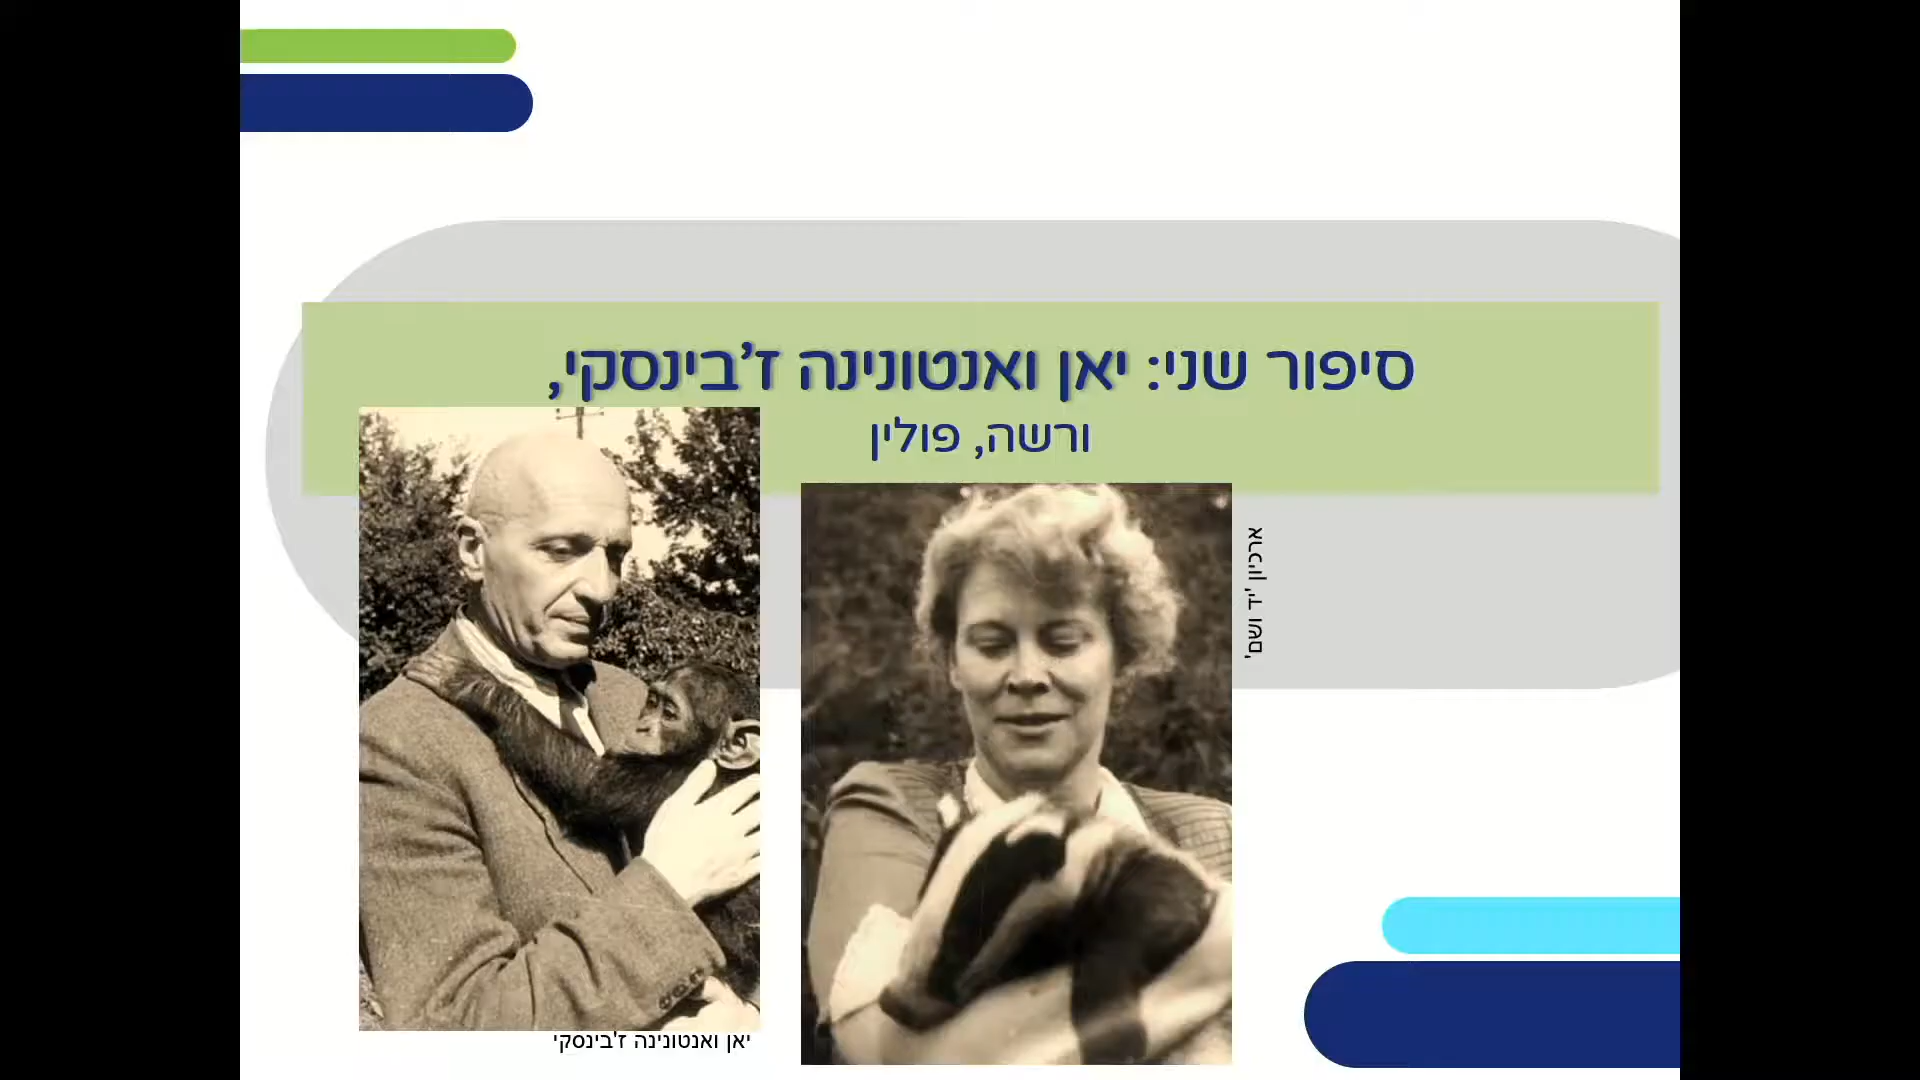 סיפור שני: יאן ואנטונינה ז'בינסקי,
ורשה, פולין
ארכיון 'יד ושם'
יאן ואנטונינה ז'בינסקי